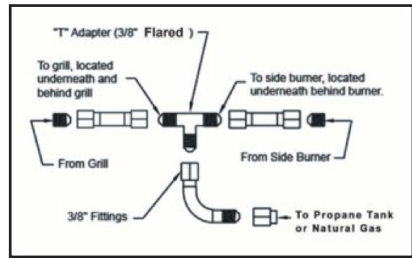 "T" Adapter (3/8" Flared )
To grill, located
underneath and
behind grill
To side burner, located
underneath behind burner.
From Grill
From Side Burner
3/8" Fittings
To Propane Tank
or Natural Gas